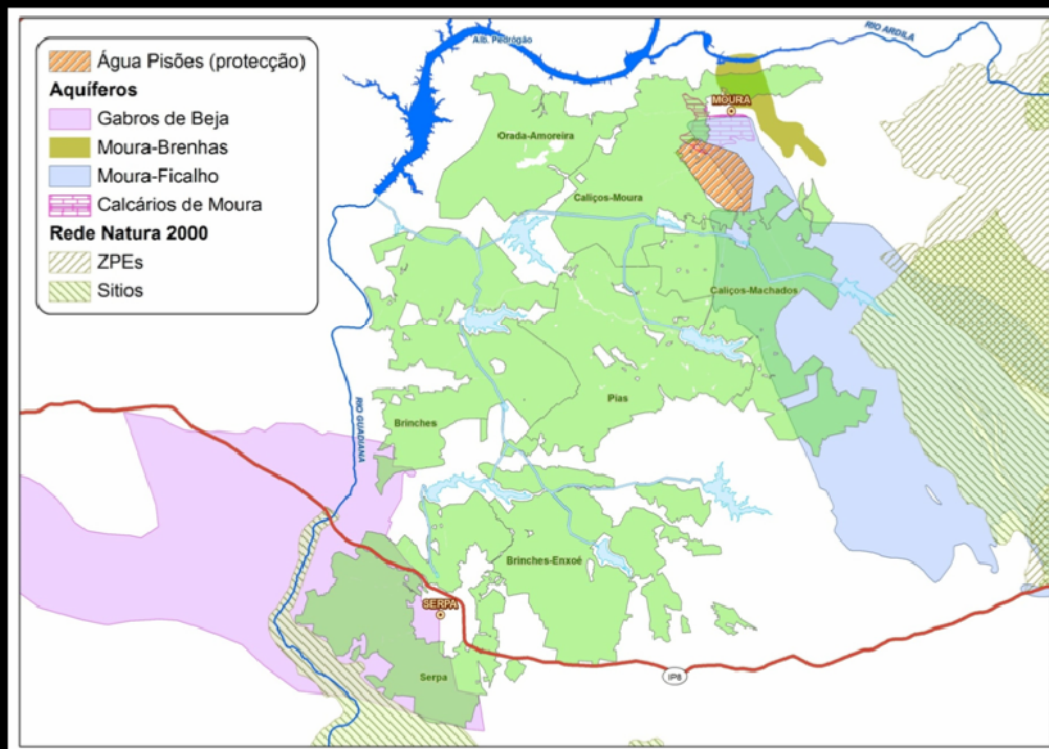 Água Pisões (protecção)
Aquíferos
Gabros de Beja
Moura-Brenhas
Moura-Ficalho
Calcários de Moura
Rede Natura 2000
ZPEs
Sítios
Alb. Pedrógão
RIO ARDILA
MOURA
Orada-Amoreira
Caliços-Moura
Caliços-Machados
RIO GUADIANA
Brinches
Pias
Brinches-Enxoé
SERPA
Serpa
IP8